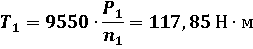 T₁ = 9550 · P₁/n₁ = 117,85 Н · м